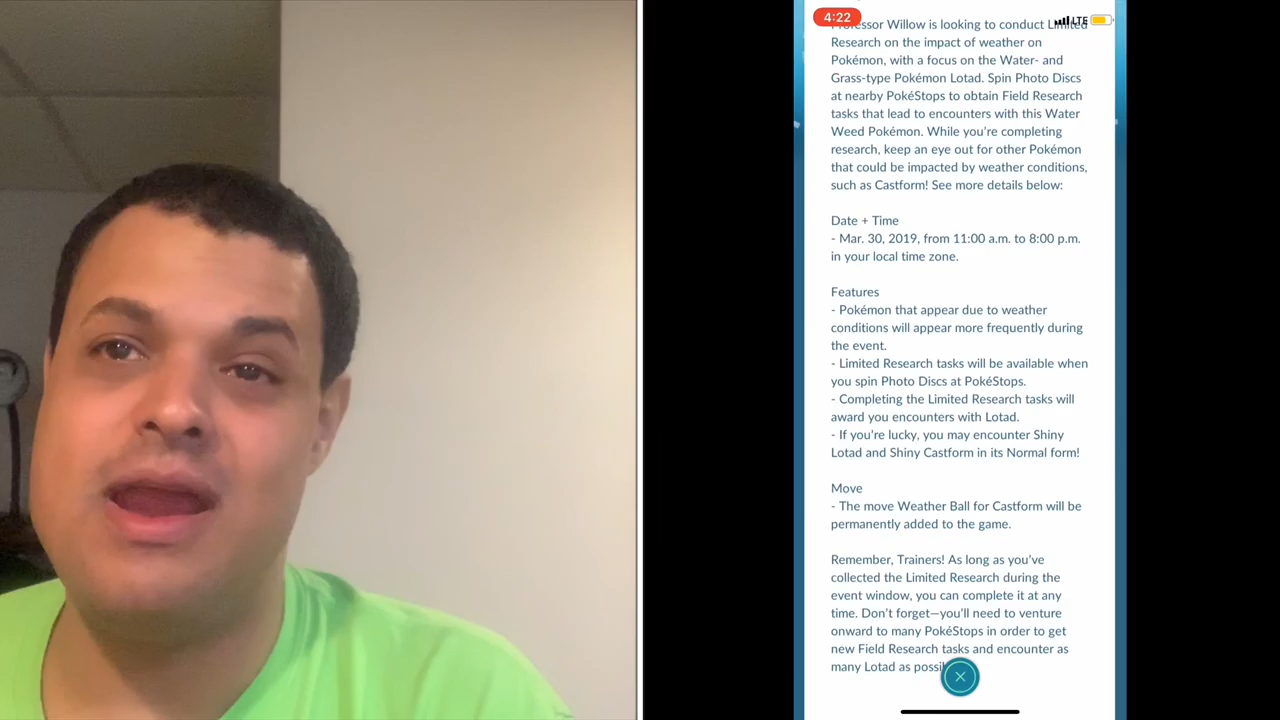 4:22
LTE
Professor Willow is looking to conduct Limited
Research on the impact of weather on
Pokémon, with a focus on the Water- and
Grass-type Pokémon Lotad. Spin Photo Discs
at nearby PokéStops to obtain Field Research
tasks that lead to encounters with this Water
Weed Pokémon. While you're completing
research, keep an eye out for other Pokémon
that could be impacted by weather conditions,
such as Castform! See more details below:
Date + Time
- Mar. 30, 2019, from 11:00 a.m. to 8:00 p.m.
in your local time zone.
Features
- Pokémon that appear due to weather
conditions will appear more frequently during
the event.
- Limited Research tasks will be available when
you spin Photo Discs at PokéStops.
- Completing the Limited Research tasks will
award you encounters with Lotad.
- If you're lucky, you may encounter Shiny
Lotad and Shiny Castform in its Normal form!
Move
- The move Weather Ball for Castform will be
permanently added to the game.
Remember, Trainers! As long as you've
collected the Limited Research during the
event window, you can complete it at any
time. Don't forget—you'll need to venture
onward to many PokéStops in order to get
new Field Research tasks and encounter as
many Lotad as possi